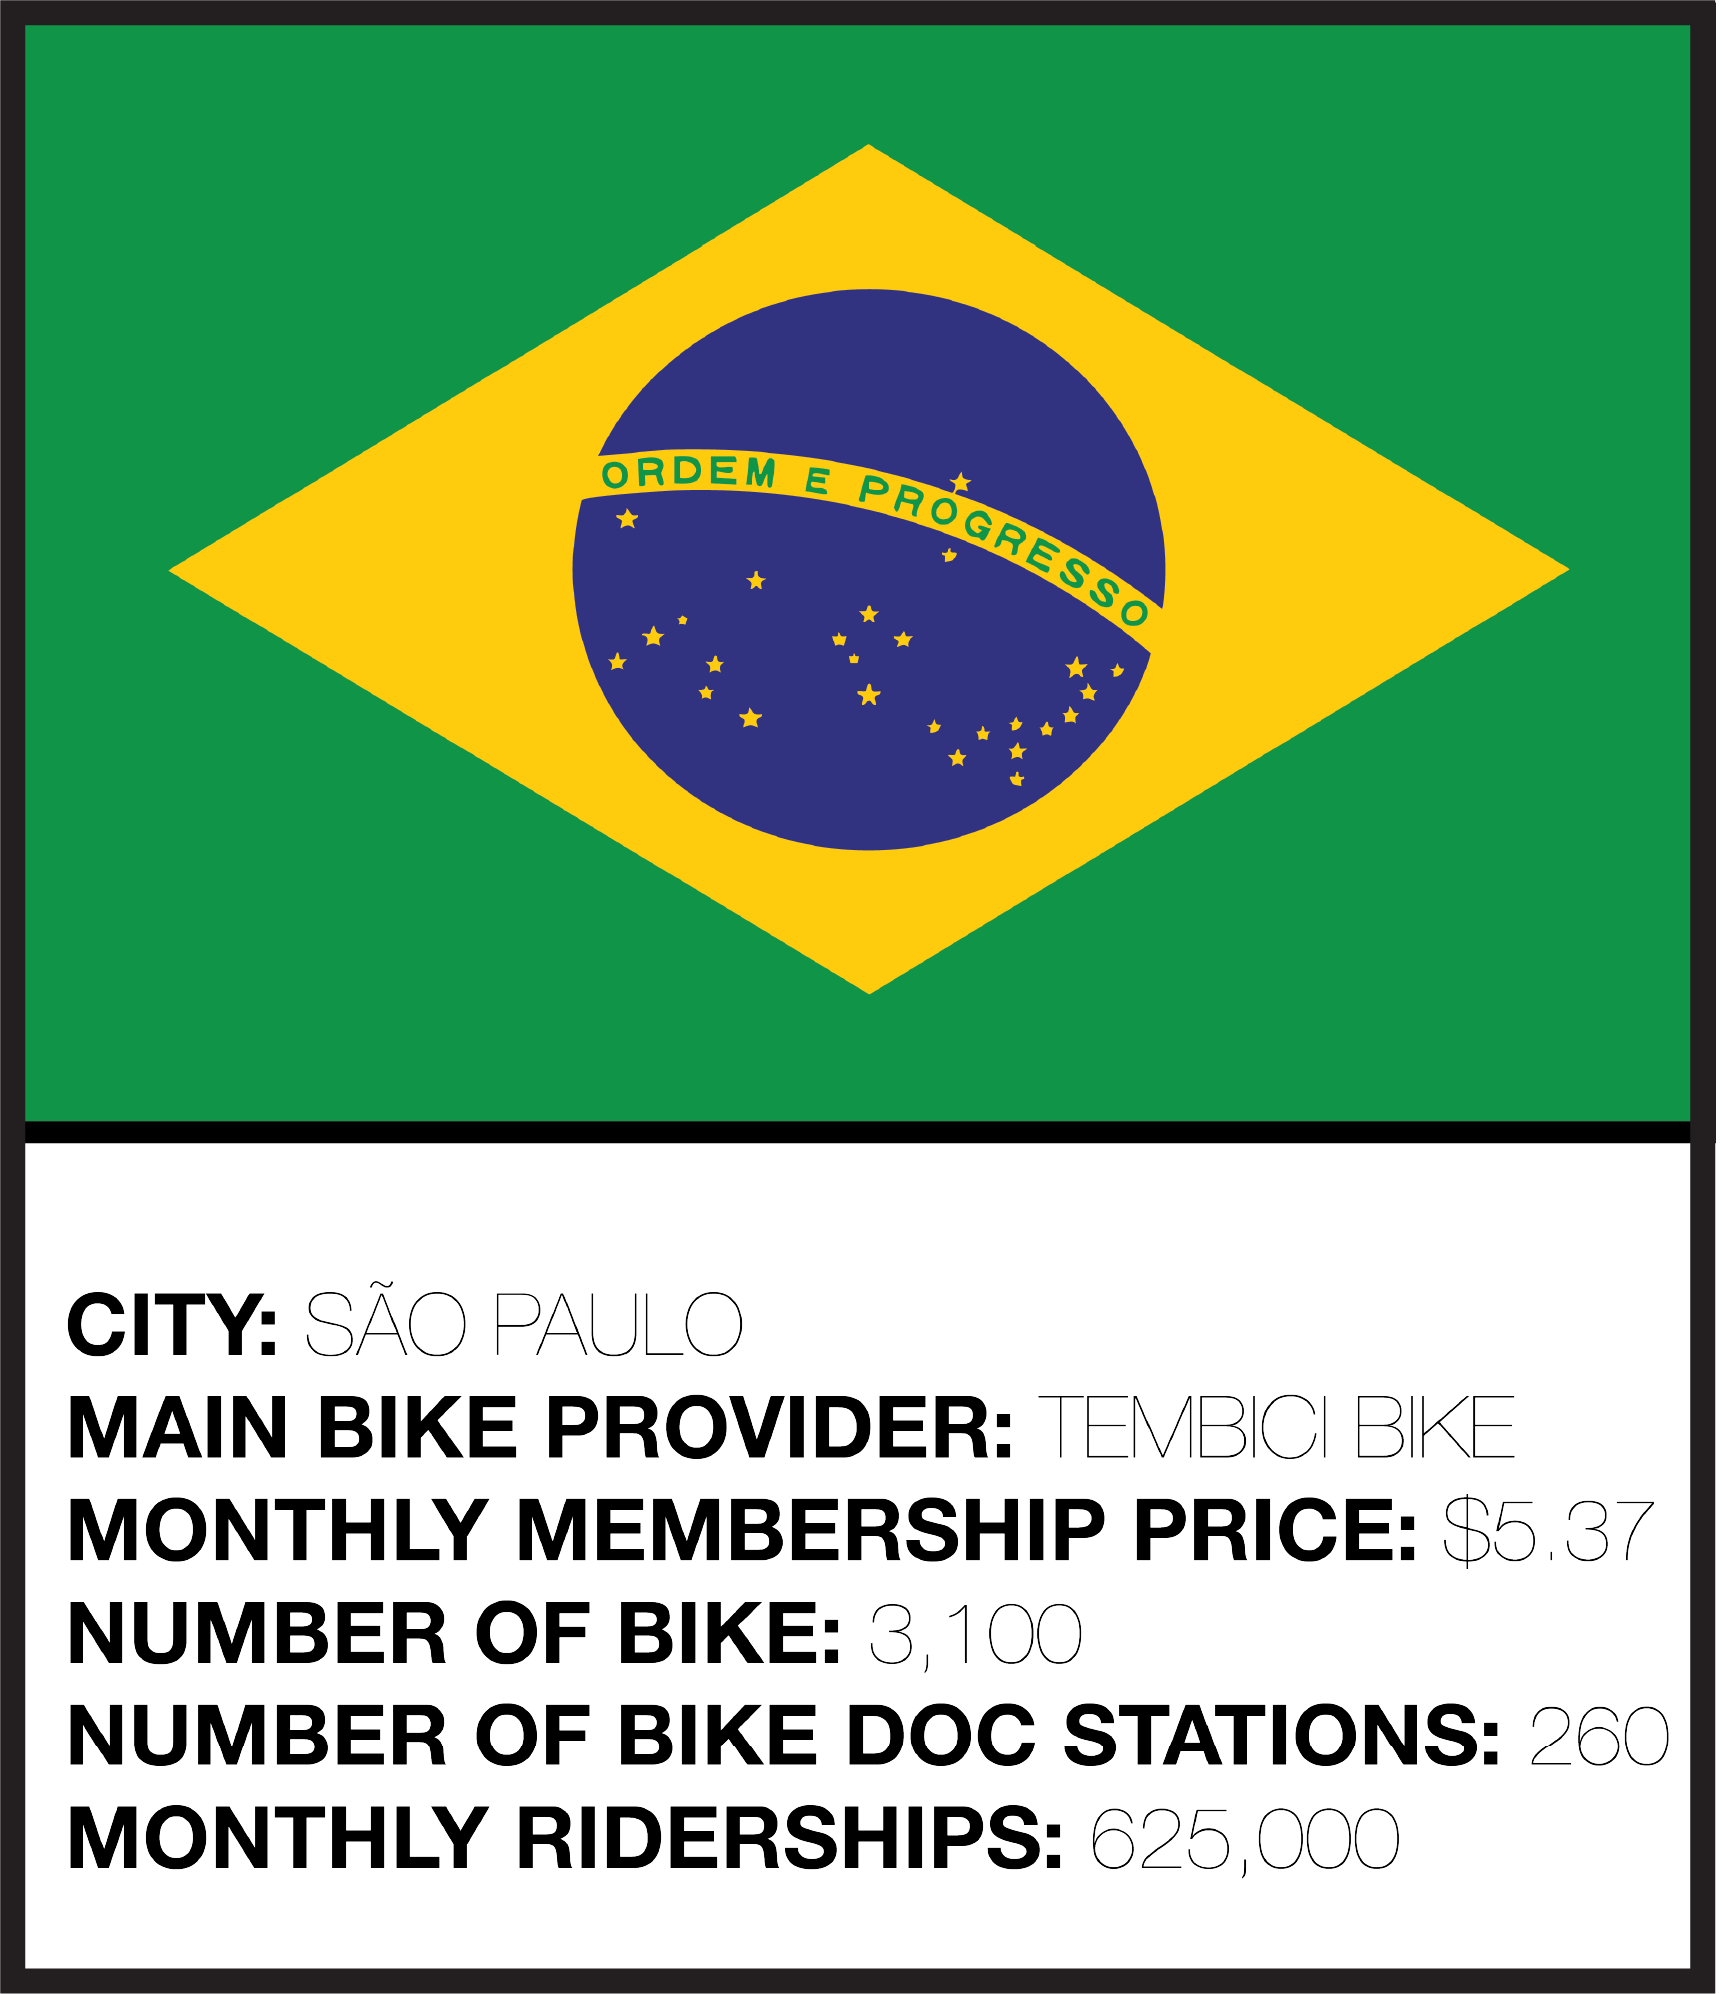 ORDEM E PROGRESSO
CITY: SÃO PAULO
MAIN BIKE PROVIDER: TEMBICI BIKE
MONTHLY MEMBERSHIP PRICE: $5.37
NUMBER OF BIKE: 3,100
NUMBER OF BIKE DOC STATIONS: 260
MONTHLY RIDERSHIPS: 625,000